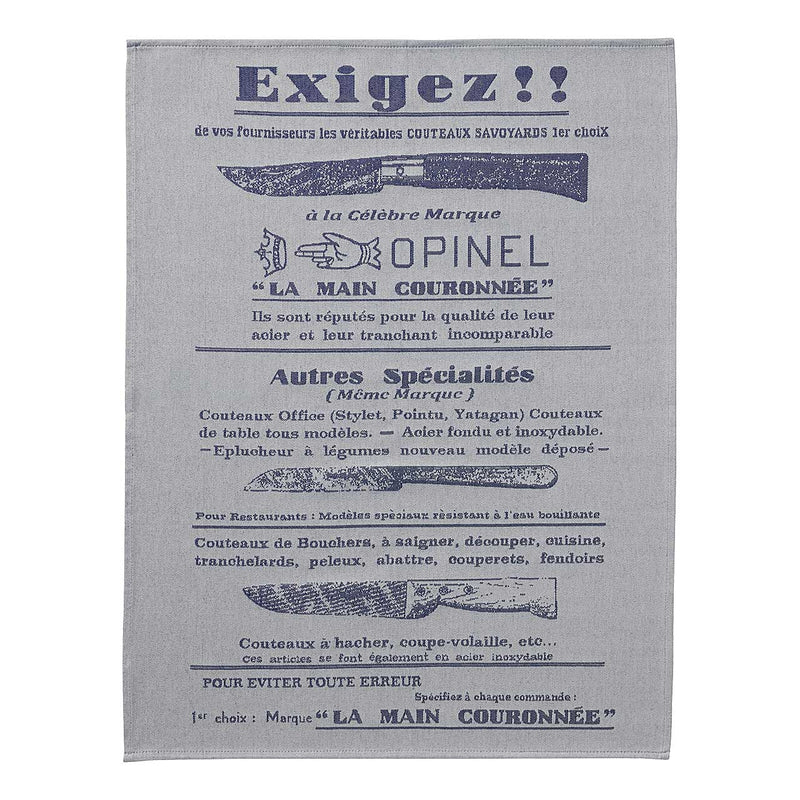 Exigez!!
de vos fournisseurs les véritables COUTEAUX SAVOYARDS 1er choix
à la Célèbre Marque
OPINEL
“LA MAIN COURONNÉE”
Ils sont réputés pour la qualité de leur
acier et leur tranchant incomparable
Autres Spécialités
(Même Marque)
Couteaux Office (Stylet, Pointu, Yatagan) Couteaux
de table tous modèles. — Acier fondu et inoxydable.
—Eplucheur à légumes nouveau modèle déposé—
Pour Restaurants : Modèles spéciaux résistant à l'eau bouillante
Couteaux de Bouchers, à saigner, découper, cuisine,
tranchelards, peleux, abattre, couperets, fendoirs
Couteaux à hacher, coupe-volaille, etc...
Ces articles se font également en acier inoxydable
POUR EVITER TOUTE ERREUR
Spécifiez à chaque commande :
1er choix : Marque “LA MAIN COURONNÉE”